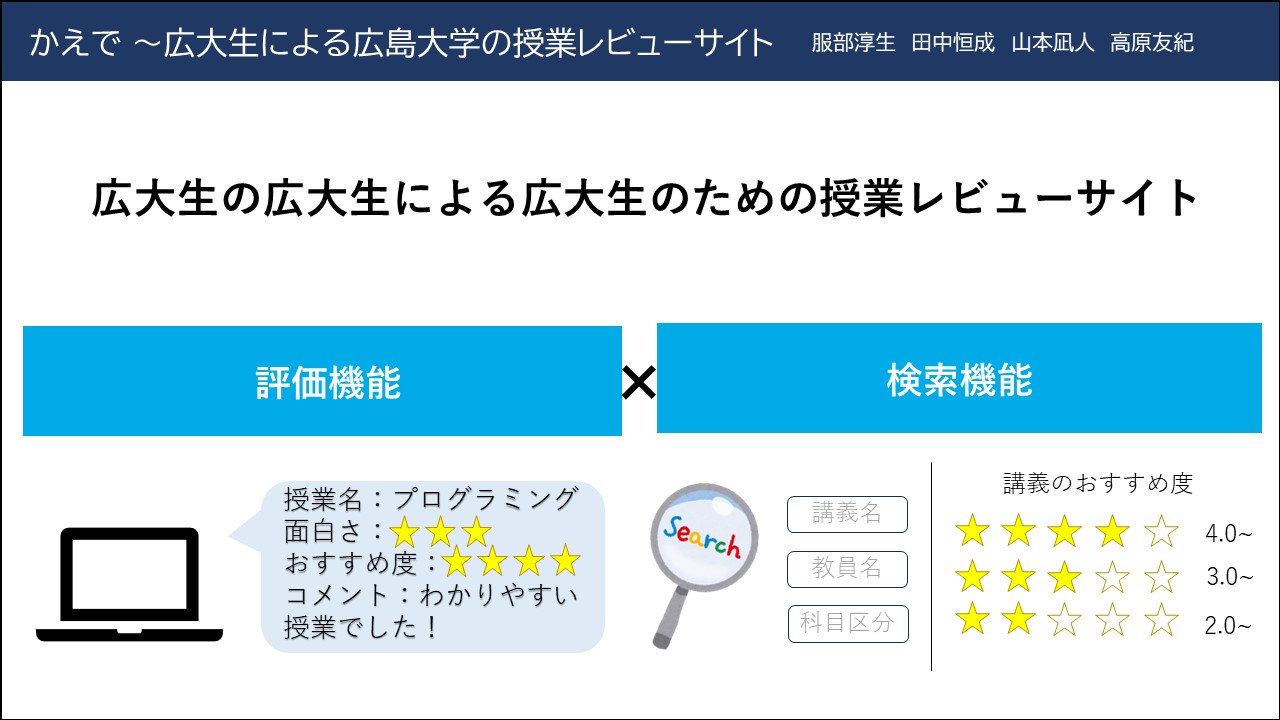 かえで ～広大生による広島大学の授業レビューサイト 服部淳生 田中恒成 山本凪人 高原友紀
広大生の広大生による広大生のための授業レビューサイト
評価機能
×
検索機能
授業名：プログラミング
面白さ：★★★
おすすめ度：★★★★
コメント：わかりやすい
授業でした！
Search
講義名
教員名
科目区分
講義のおすすめ度
★★★★☆ 4.0~
★★★☆☆ 3.0~
★★☆☆☆ 2.0~